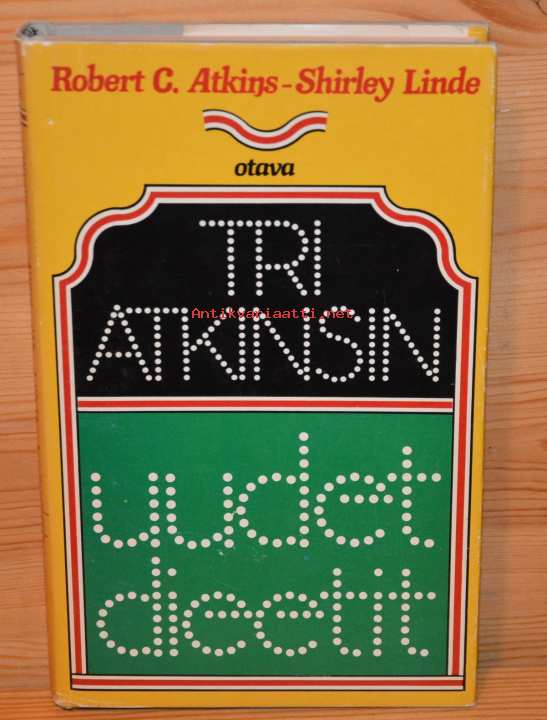 Robert C. Atkins - Shirley Linde
otava
TRI
Antikvariaatti.net
ATKINSIN
uudet
dieetit